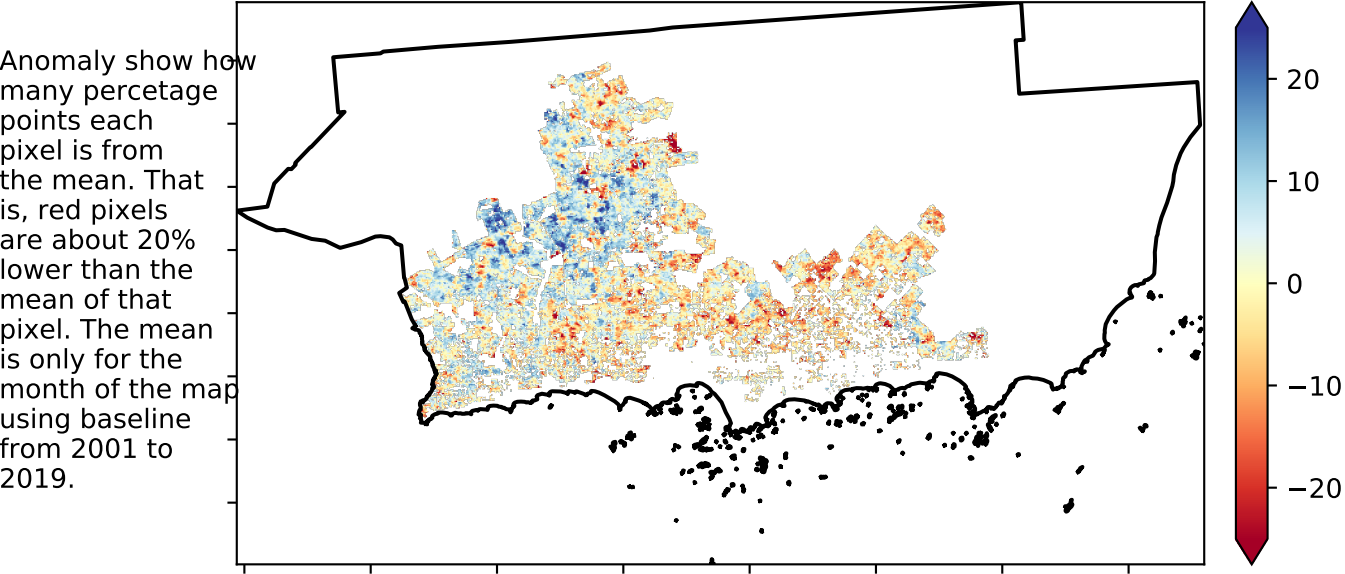 Anomaly show how
many percetage
points each
pixel is from
the mean. That
is, red pixels
are about 20%
lower than the
mean of that
pixel. The mean
is only for the
month of the map
using baseline
from 2001 to
2019.
20
10
0
−10
−20